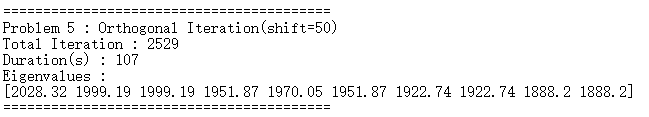 =========================================
Problem 5 : Orthogonal Iteration(shift=50)
Total Iteration : 2529
Duration(s) : 107
Eigenvalues :
[2028.32 1999.19 1999.19 1951.87 1970.05 1951.87 1922.74 1922.74 1888.2 1888.2]
=========================================